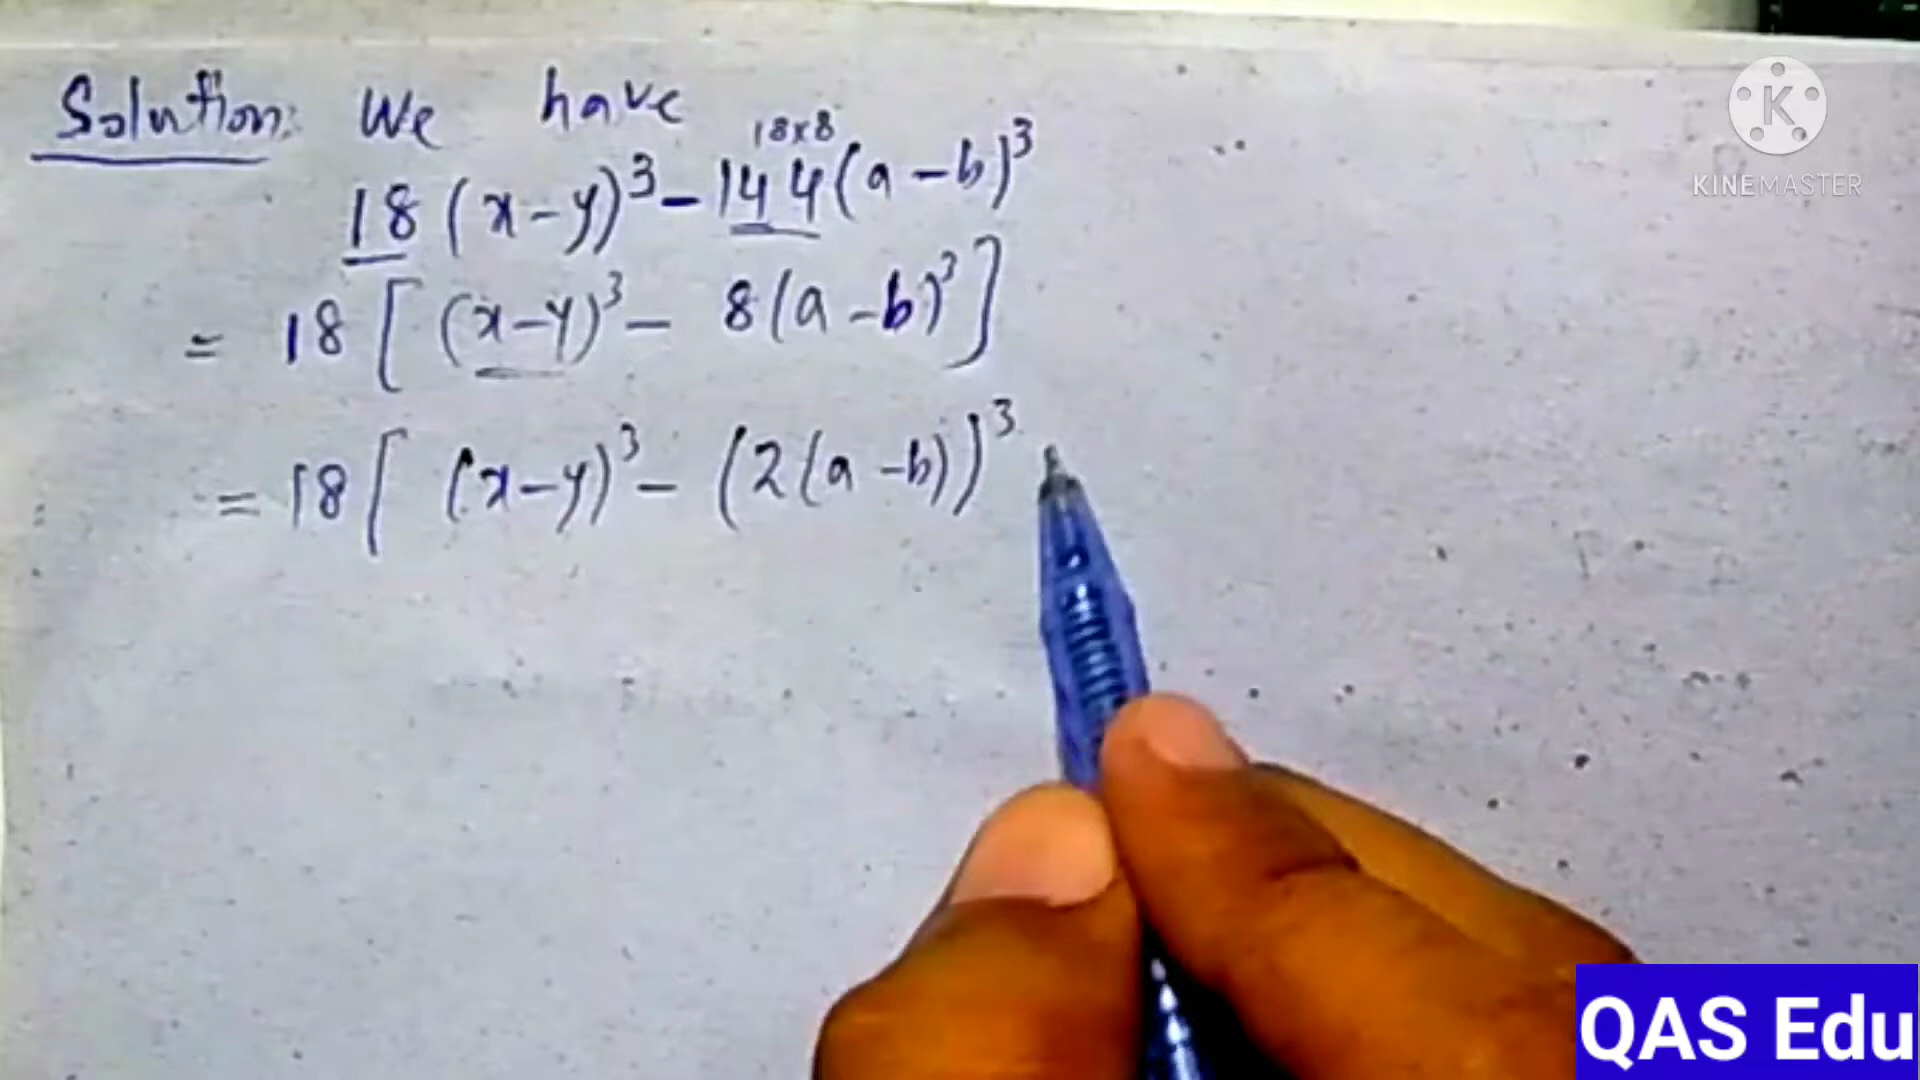 Solution: We have
18x8
18(x-y)³-144(a-b)³
= 18[(x-y)³- 8(a-b)³]
= 18[ (x-y)³- (2(a-b))³
KINEMASTER
QAS Edu